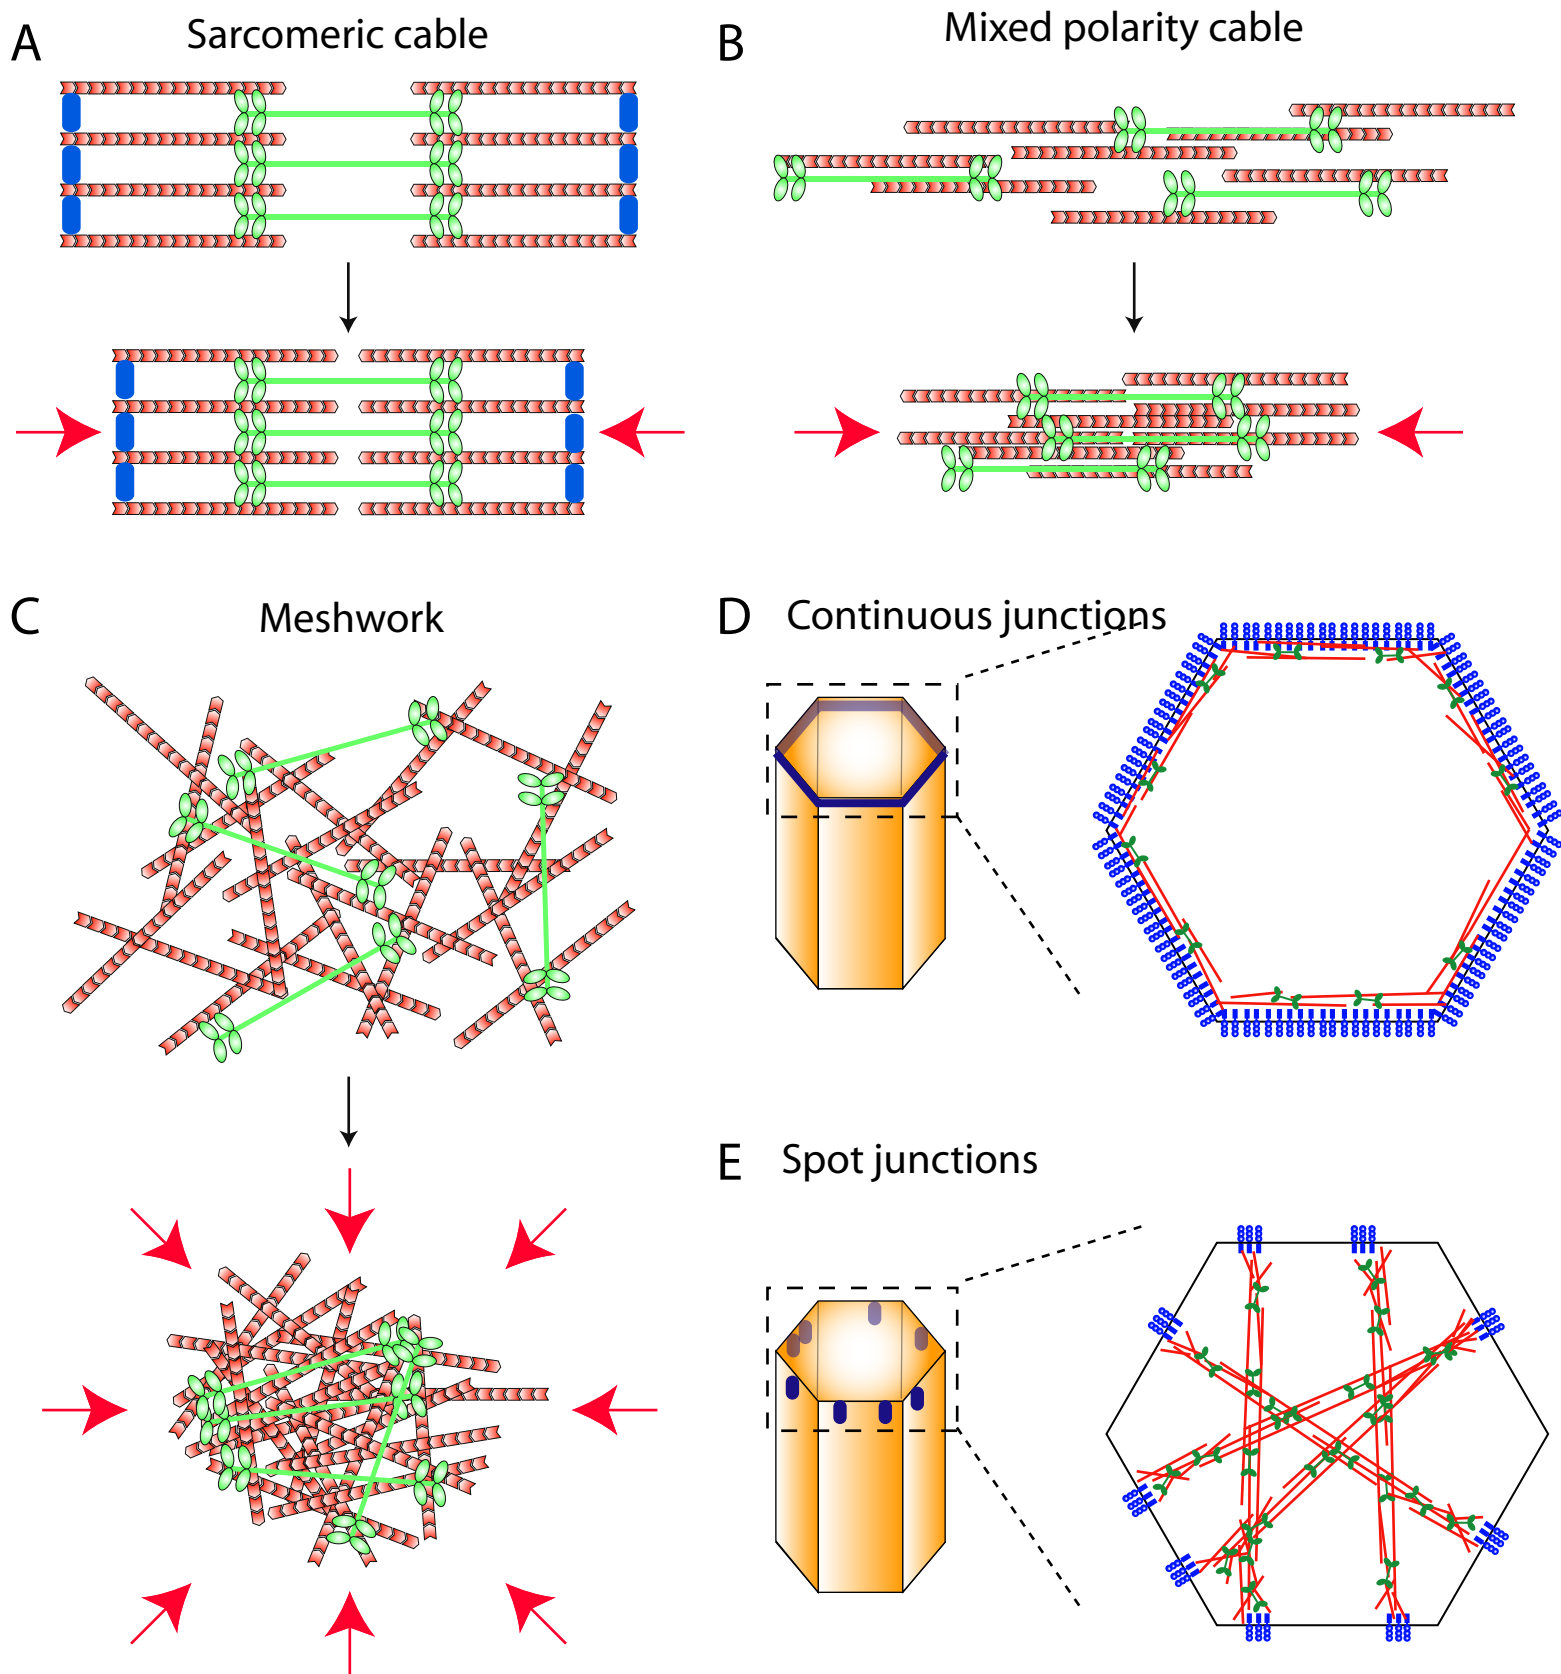 A
Sarcomeric cable
B
Mixed polarity cable
C
Meshwork
D
Continuous junctions
E
Spot junctions